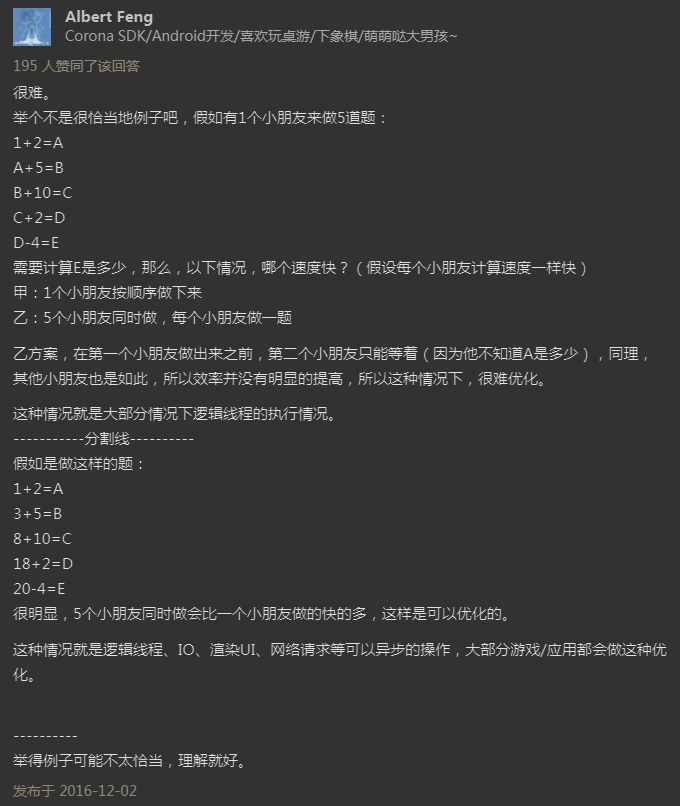 Albert Feng
Corona SDK/Android开发/喜欢玩桌游/下象棋/萌萌哒大男孩~
195 人赞同了该回答
很难。
举个不是很恰当地例子吧，假如有1个小朋友来做5道题：
1+2=A
A+5=B
B+10=C
C+2=D
D-4=E
需要计算E是多少，那么，以下情况，哪个速度快？（假设每个小朋友计算速度一样快）
甲：1个小朋友按顺序做下来
乙：5个小朋友同时做，每个小朋友做一题
乙方案，在第一个小朋友做出来之前，第二个小朋友只能等着（因为他不知道A是多少），同理，
其他小朋友也是如此，所以效率并没有明显的提高，所以这种情况下，很难优化。
这种情况就是大部分情况下逻辑线程的执行情况。
-----------分割线----------
假如是做这样的题：
1+2=A
3+5=B
8+10=C
18+2=D
20-4=E
很明显，5个小朋友同时做会比一个小朋友做的快的多，这样是可以优化的。
这种情况就是逻辑线程、IO、渲染UI、网络请求等可以异步的操作，大部分游戏/应用都会做这种优
化。
----------
举得例子可能不太恰当，理解就好。
发布于 2016-12-02